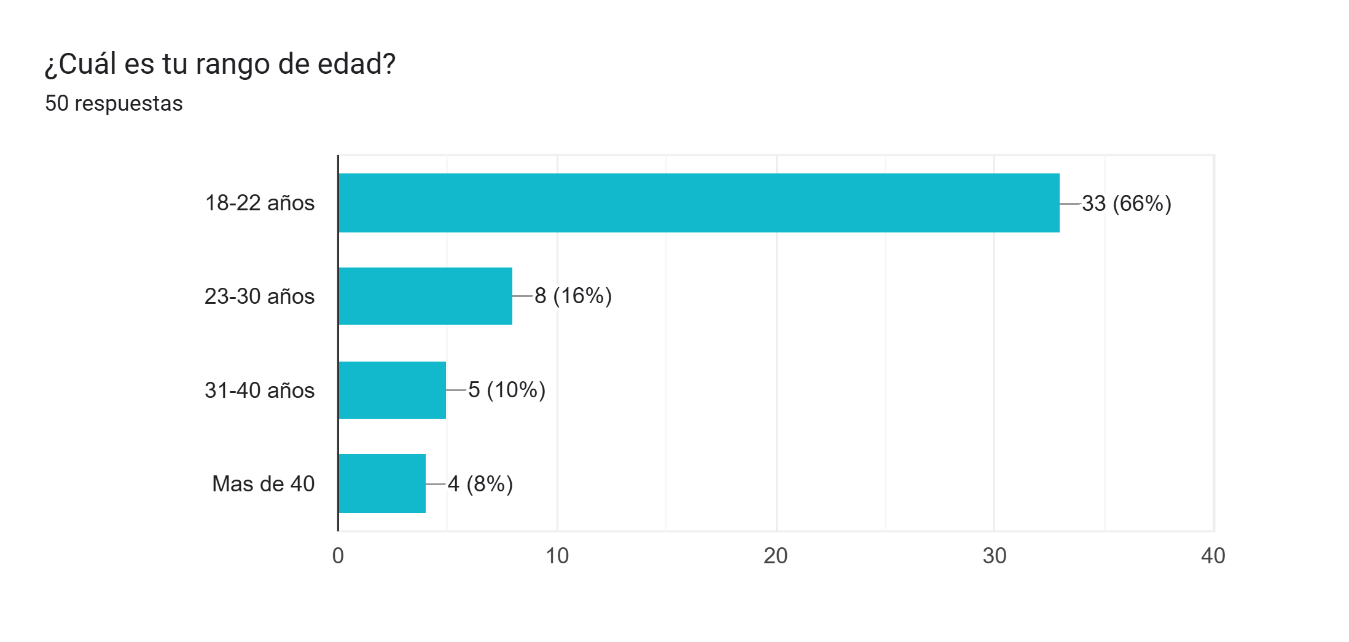 ¿Cuál es tu rango de edad?
50 respuestas
18-22 años
33 (66%)
23-30 años
8 (16%)
31-40 años
5 (10%)
Mas de 40
4 (8%)
0 10 20 30 40